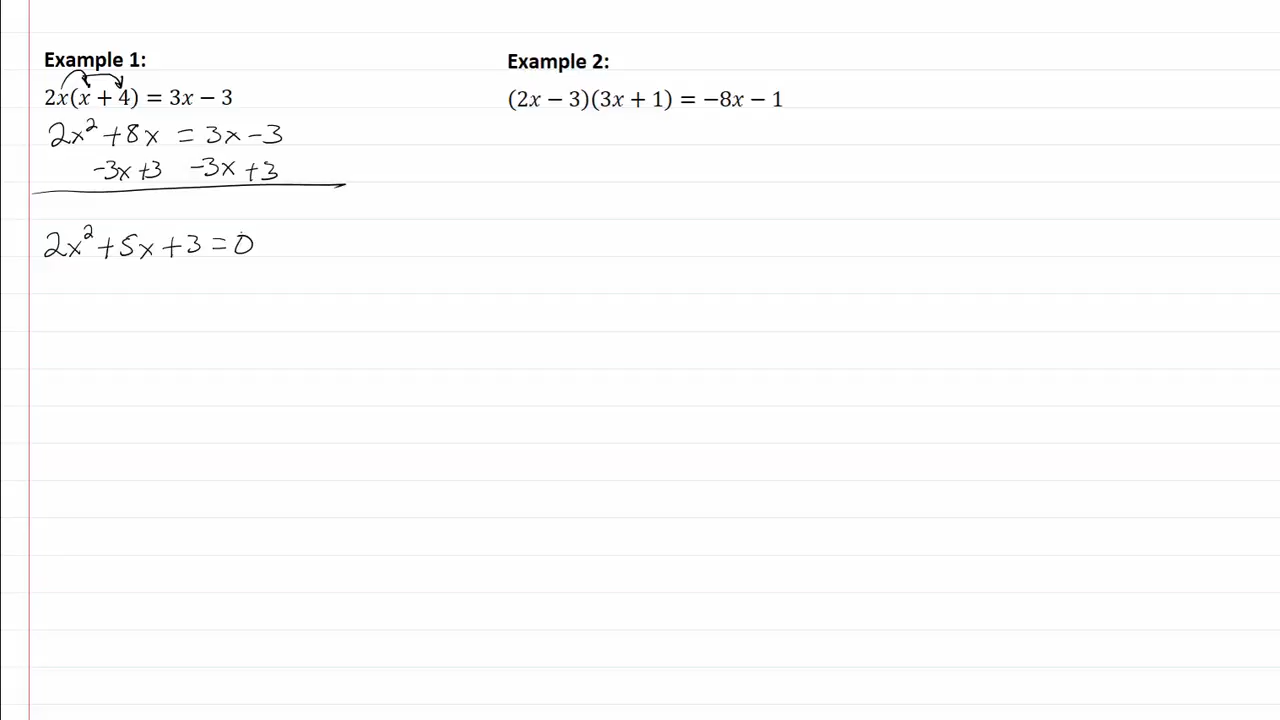 Example 1:
2x(x + 4) = 3x − 3
2x² + 8x = 3x − 3
-3x +3 -3x +3
2x² + 5x + 3 = 0
Example 2:
(2x − 3)(3x + 1) = −8x − 1